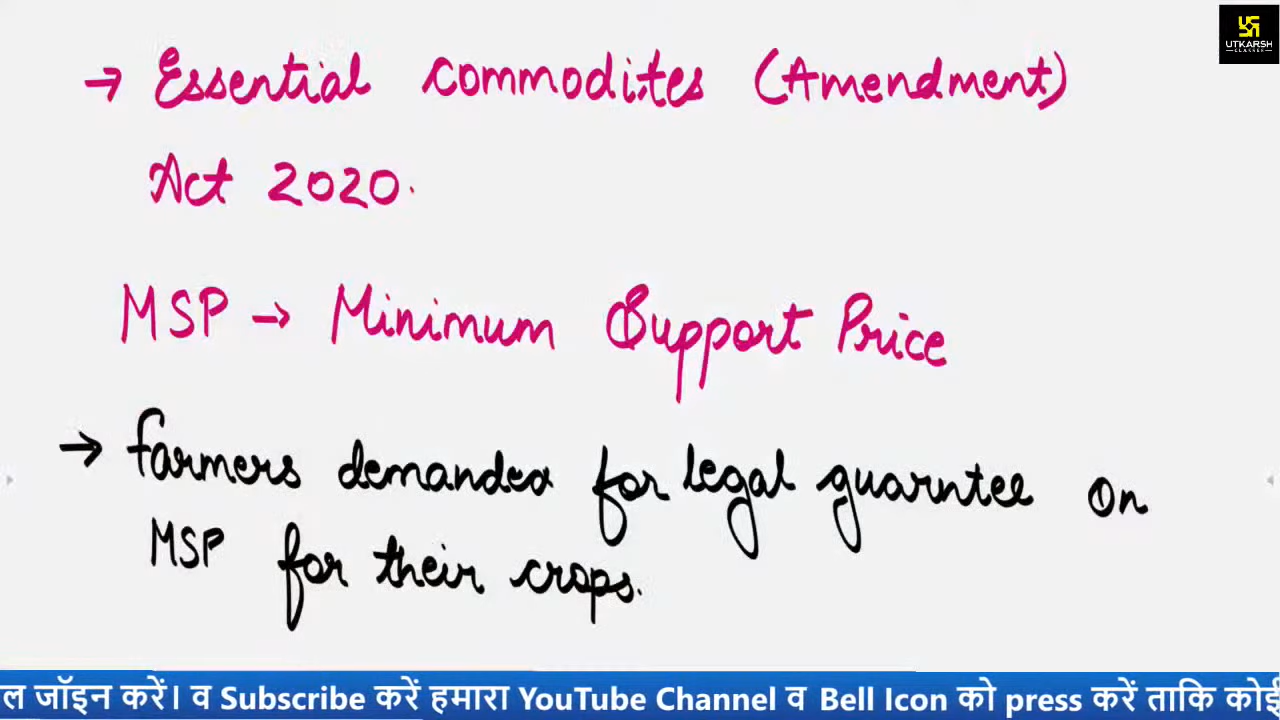 UTKARSH
CLASSES
→ Essential commodites (Amendment)
Act 2020.
MSP → Minimum Support Price
→ farmers demanded for legal guarntee on
MSP for their crops.
ल जॉइन करें। व Subscribe करें हमारा YouTube Channel व Bell Icon को press करें ताकि कोई